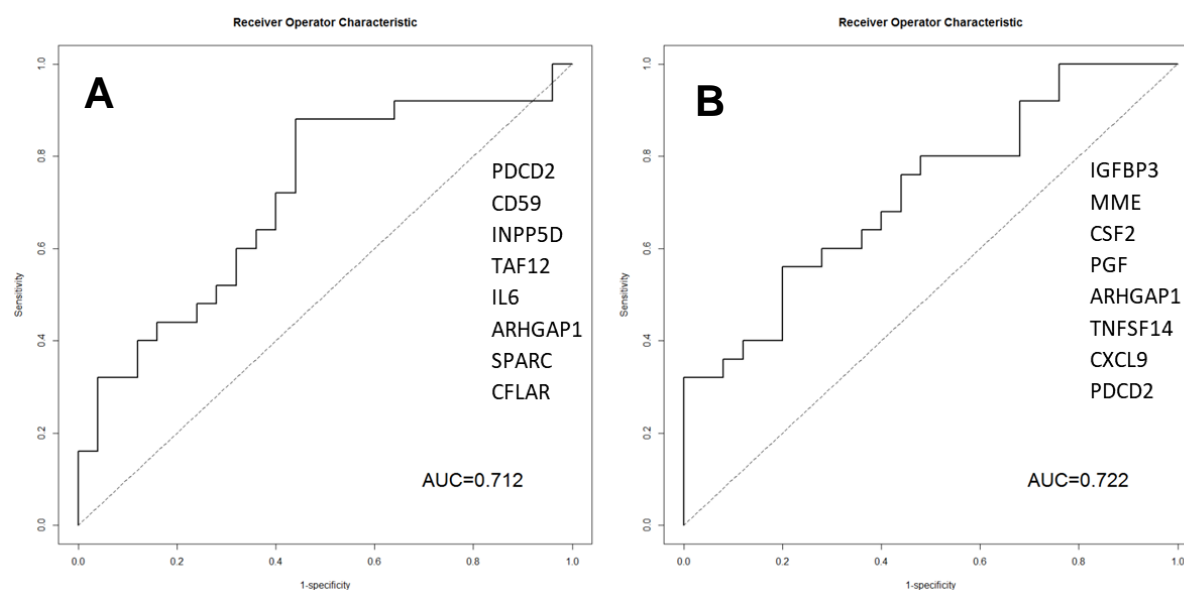 Receiver Operator Characteristic
A
1.0
0.8
0.6
0.4
0.2
0.0
Sensitivity
PDCD2
CD59
INPP5D
TAF12
IL6
ARHGAP1
SPARC
CFLAR
AUC=0.712
0.0 0.2 0.4 0.6 0.8 1.0
1-specificity
Receiver Operator Characteristic
B
1.0
0.8
0.6
0.4
0.2
0.0
Sensitivity
IGFBP3
MME
CSF2
PGF
ARHGAP1
TNFSF14
CXCL9
PDCD2
AUC=0.722
0.0 0.2 0.4 0.6 0.8 1.0
1-specificity